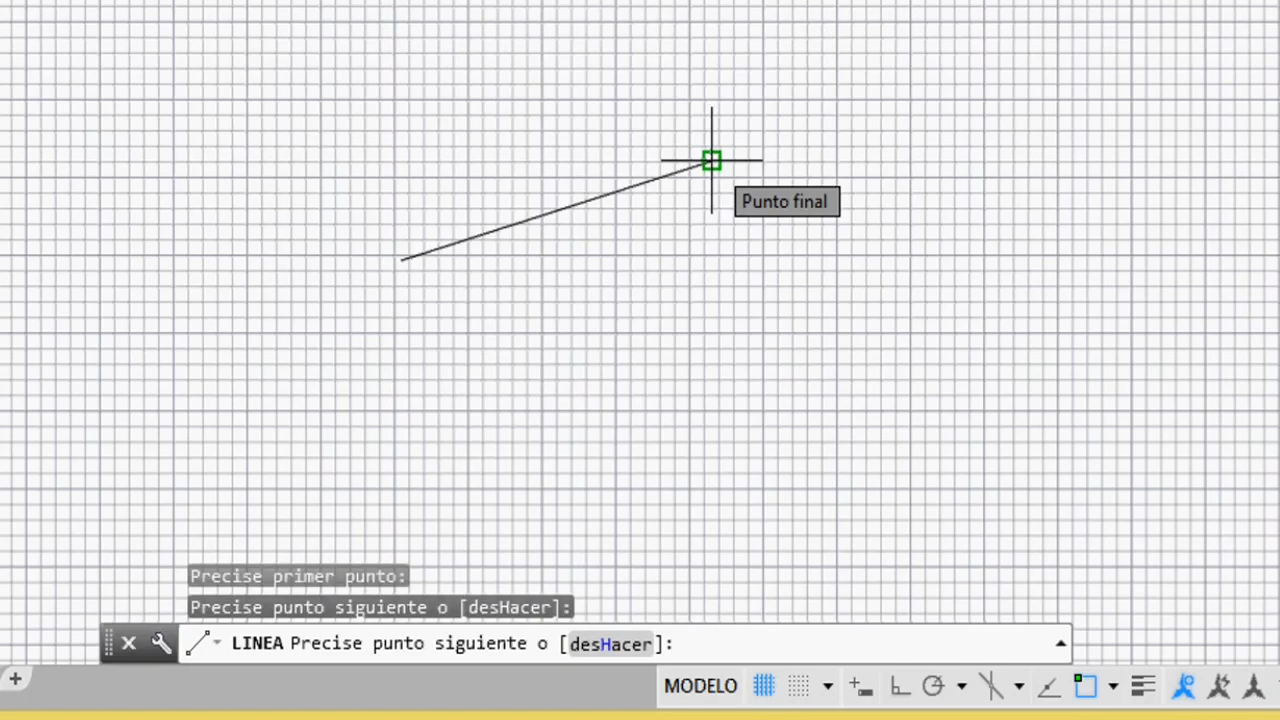 Punto final
Precise primer punto:
Precise punto siguiente o [desHacer]:
LINEA Precise punto siguiente o [desHacer]:
MODELO